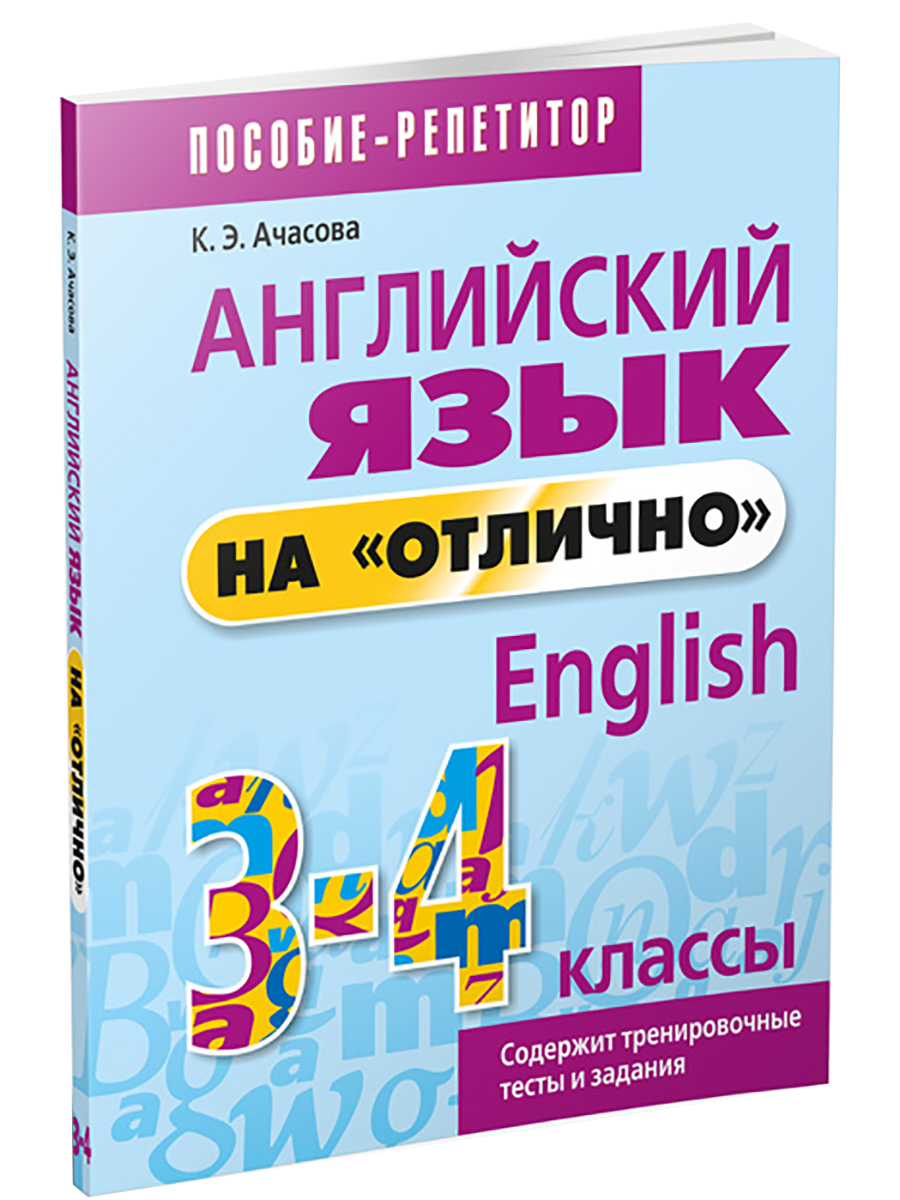 ПОСОБИЕ-РЕПЕТИТОР
К. Э. Ачасова
АНГЛИЙСКИЙ
ЯЗЫК
НА «ОТЛИЧНО»
English
3-4
классы
Содержит тренировочные
тесты и задания
К. Э. Ачасова АНГЛИЙСКИЙ ЯЗЫК НА «ОТЛИЧНО» 3-4